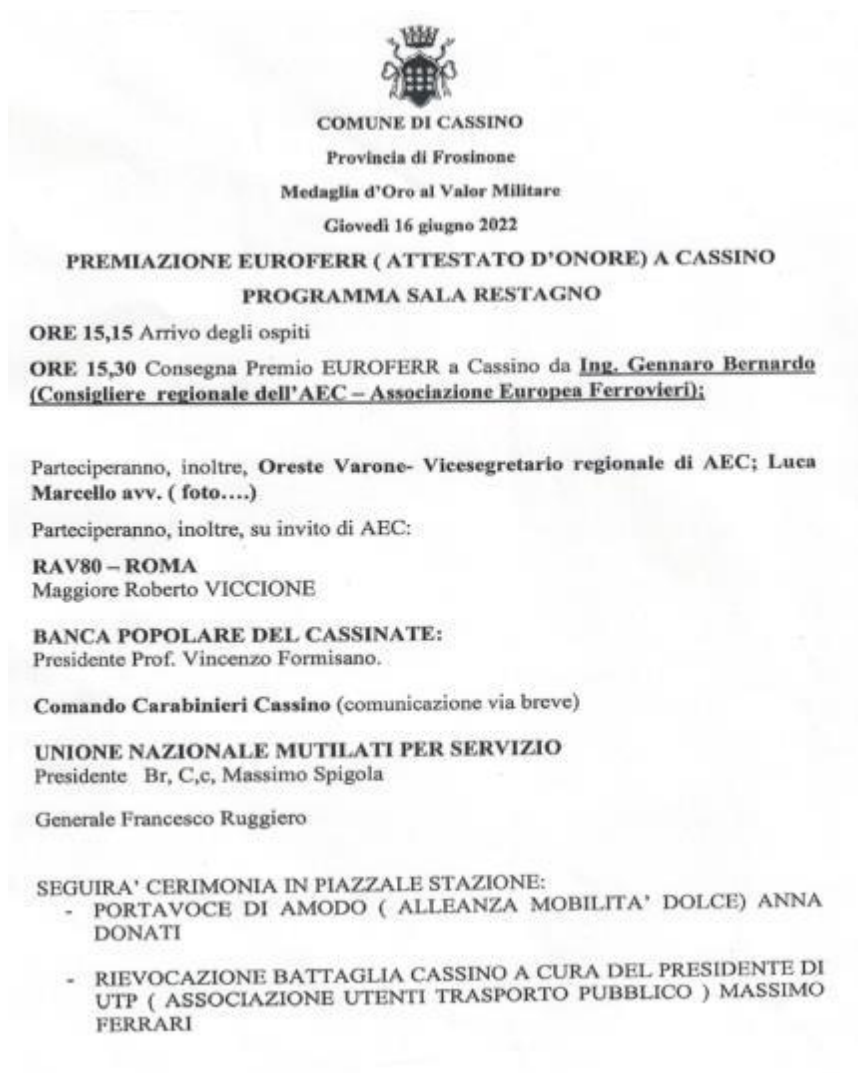 COMUNE DI CASSINO
Provincia di Frosinone
Medaglia d'Oro al Valor Militare
Giovedì 16 giugno 2022
PREMIAZIONE EUROFERR ( ATTESTATO D'ONORE) A CASSINO
PROGRAMMA SALA RESTAGNO
ORE 15,15 Arrivo degli ospiti
ORE 15,30 Consegna Premio EUROFERR a Cassino da Ing. Gennaro Bernardo
(Consigliere regionale dell'AEC – Associazione Europea Ferrovieri);
Parteciperanno, inoltre, Oreste Varone- Vicesegretario regionale di AEC; Luca
Marcello avv. ( foto....)
Parteciperanno, inoltre, su invito di AEC:
RAV80 – ROMA
Maggiore Roberto VICCIONE
BANCA POPOLARE DEL CASSINATE:
Presidente Prof. Vincenzo Formisano.
Comando Carabinieri Cassino (comunicazione via breve)
UNIONE NAZIONALE MUTILATI PER SERVIZIO
Presidente Br, C,c, Massimo Spigola
Generale Francesco Ruggiero
SEGUIRA' CERIMONIA IN PIAZZALE STAZIONE:
- PORTAVOCE DI AMODO ( ALLEANZA MOBILITA' DOLCE) ANNA
DONATI
- RIEVOCAZIONE BATTAGLIA CASSINO A CURA DEL PRESIDENTE DI
UTP ( ASSOCIAZIONE UTENTI TRASPORTO PUBBLICO ) MASSIMO
FERRARI